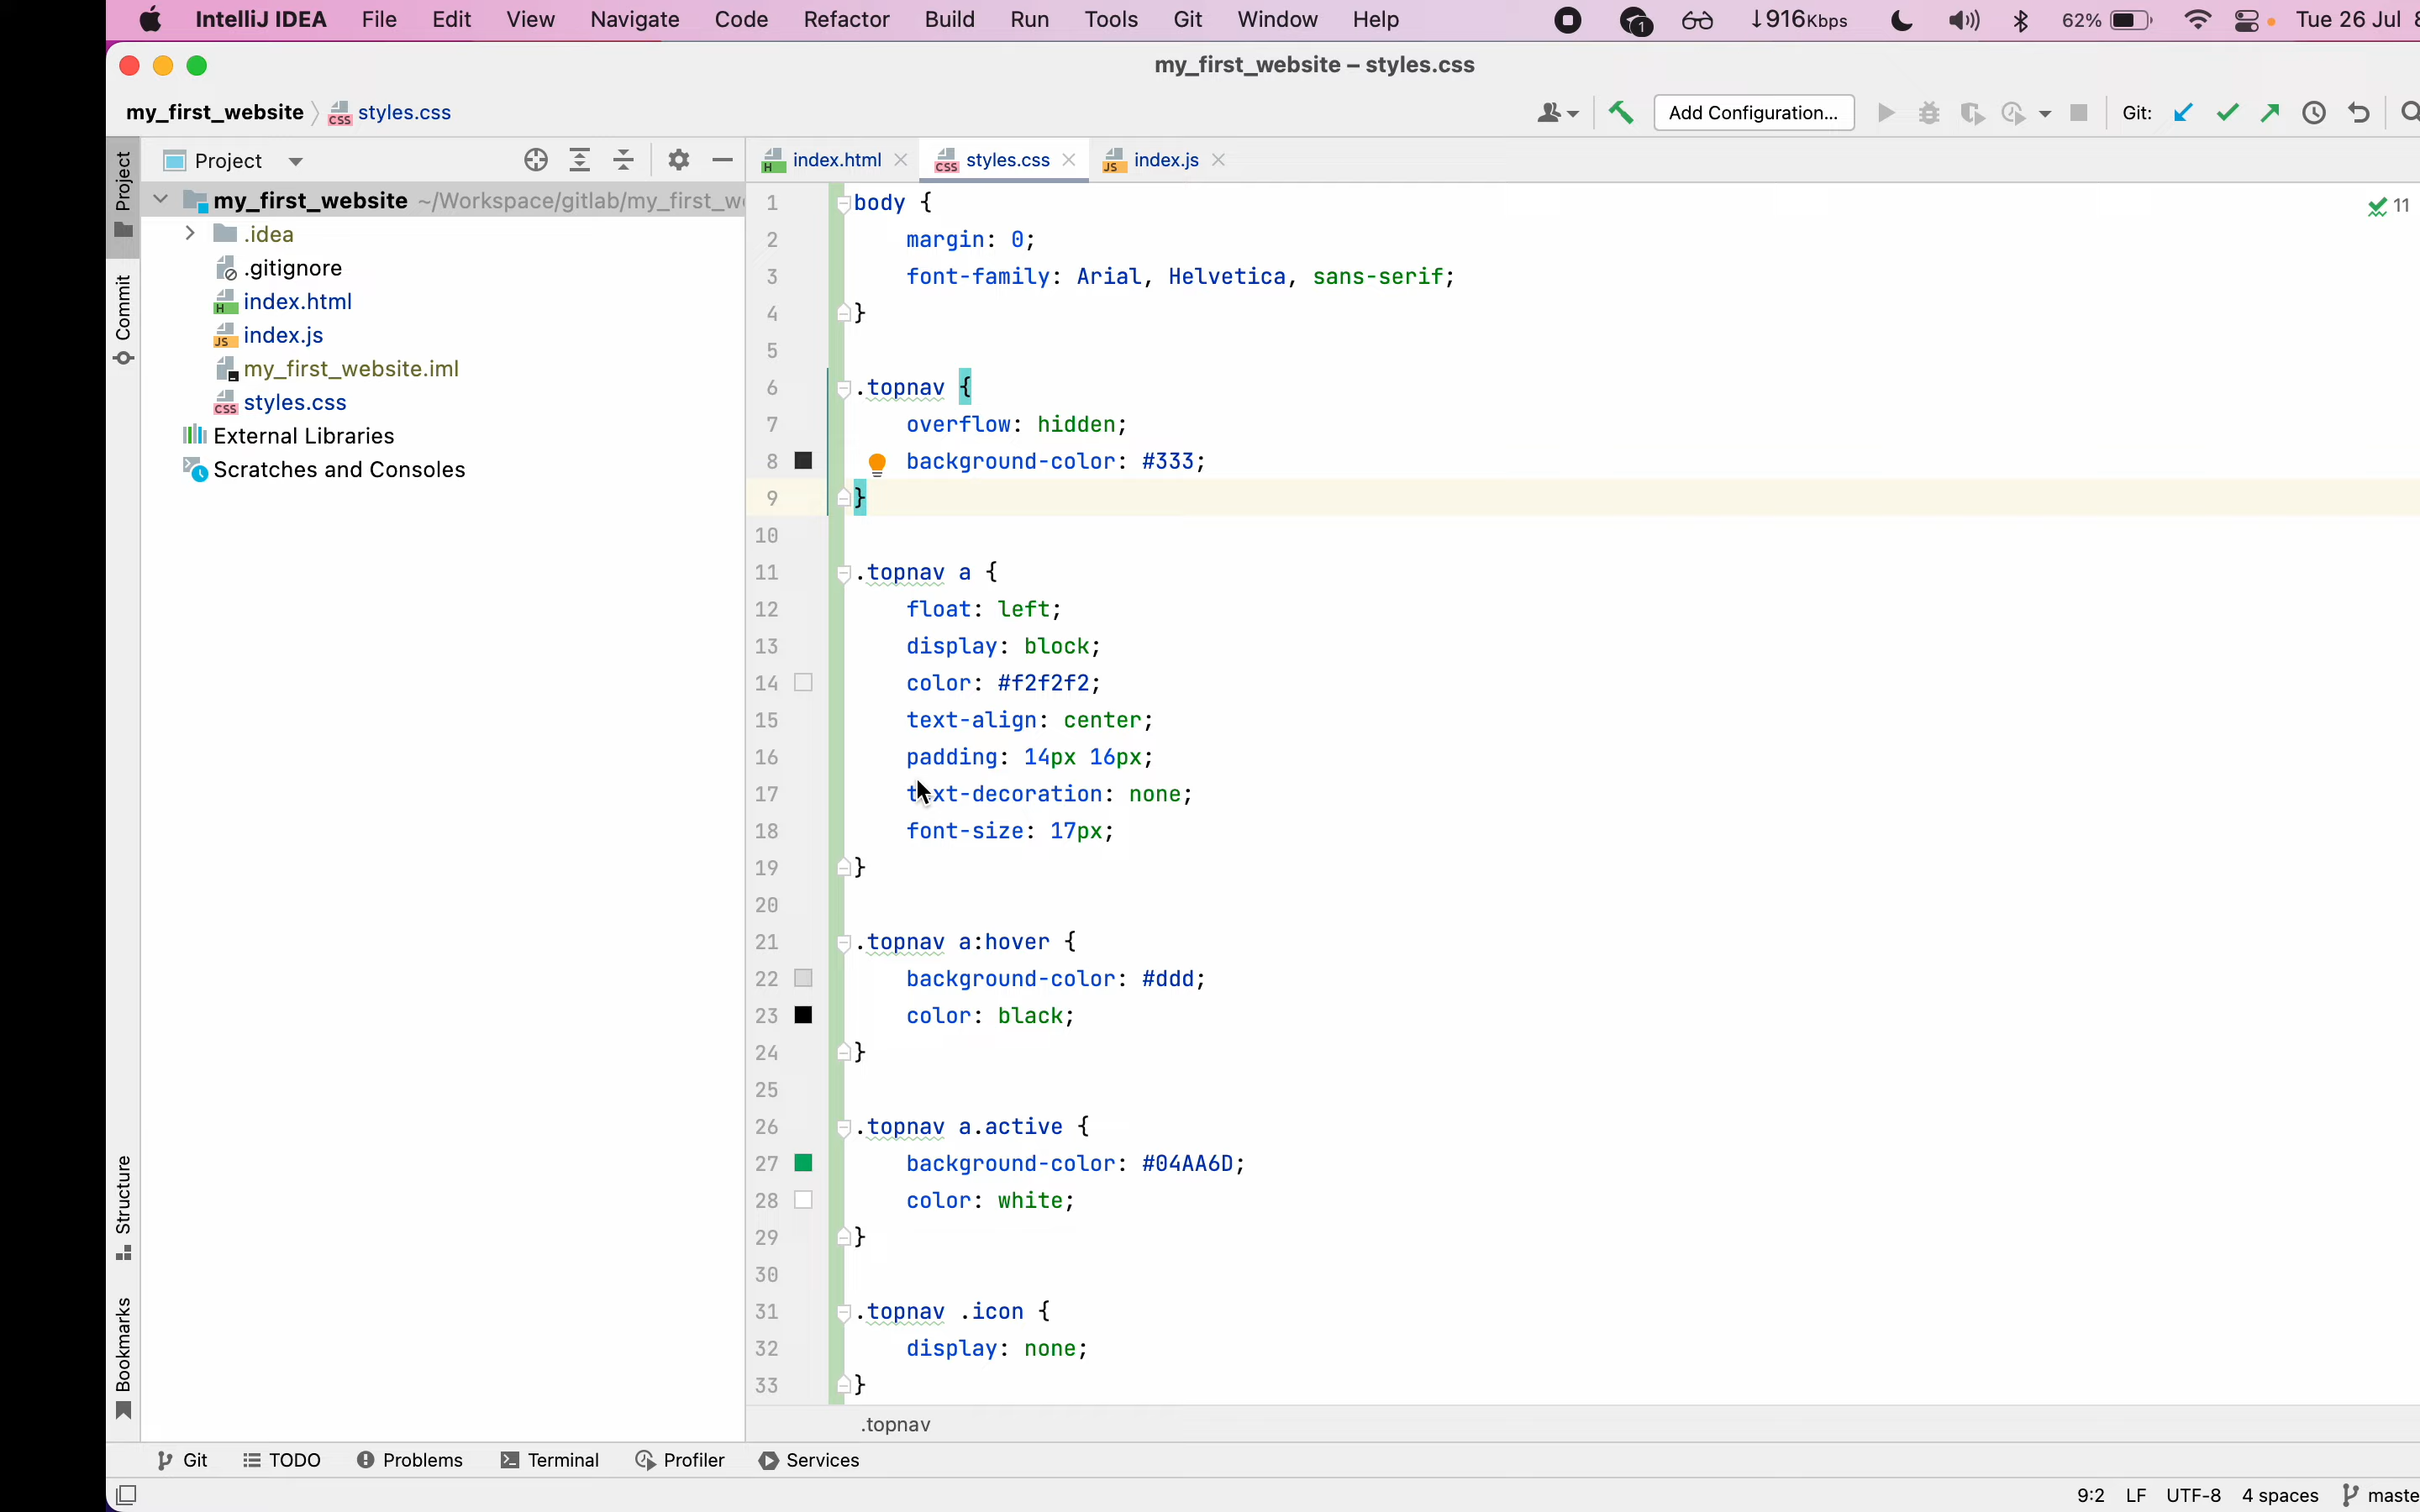 IntelliJ IDEA File Edit View Navigate Code Refactor Build Run Tools Git Window Help 1 ↓916Kbps 62% Tue 26 Jul
my_first_website – styles.css
my_first_website 〉 styles.css Add Configuration... Git:
Project index.html styles.css index.js
my_first_website ~/Workspace/gitlab/my_first_w
.idea
.gitignore
index.html
index.js
my_first_website.iml
styles.css
External Libraries
Scratches and Consoles
Project
Commit
Structure
Bookmarks
11
1 body {
2 margin: 0;
3 font-family: Arial, Helvetica, sans-serif;
4 }
5
6 .topnav {
7 overflow: hidden;
8 background-color: #333;
9 }
10
11 .topnav a {
12 float: left;
13 display: block;
14 color: #f2f2f2;
15 text-align: center;
16 padding: 14px 16px;
17 text-decoration: none;
18 font-size: 17px;
19 }
20
21 .topnav a:hover {
22 background-color: #ddd;
23 color: black;
24 }
25
26 .topnav a.active {
27 background-color: #04AA6D;
28 color: white;
29 }
30
31 .topnav .icon {
32 display: none;
33 }
.topnav
Git TODO Problems Terminal Profiler Services
9:2 LF UTF-8 4 spaces maste